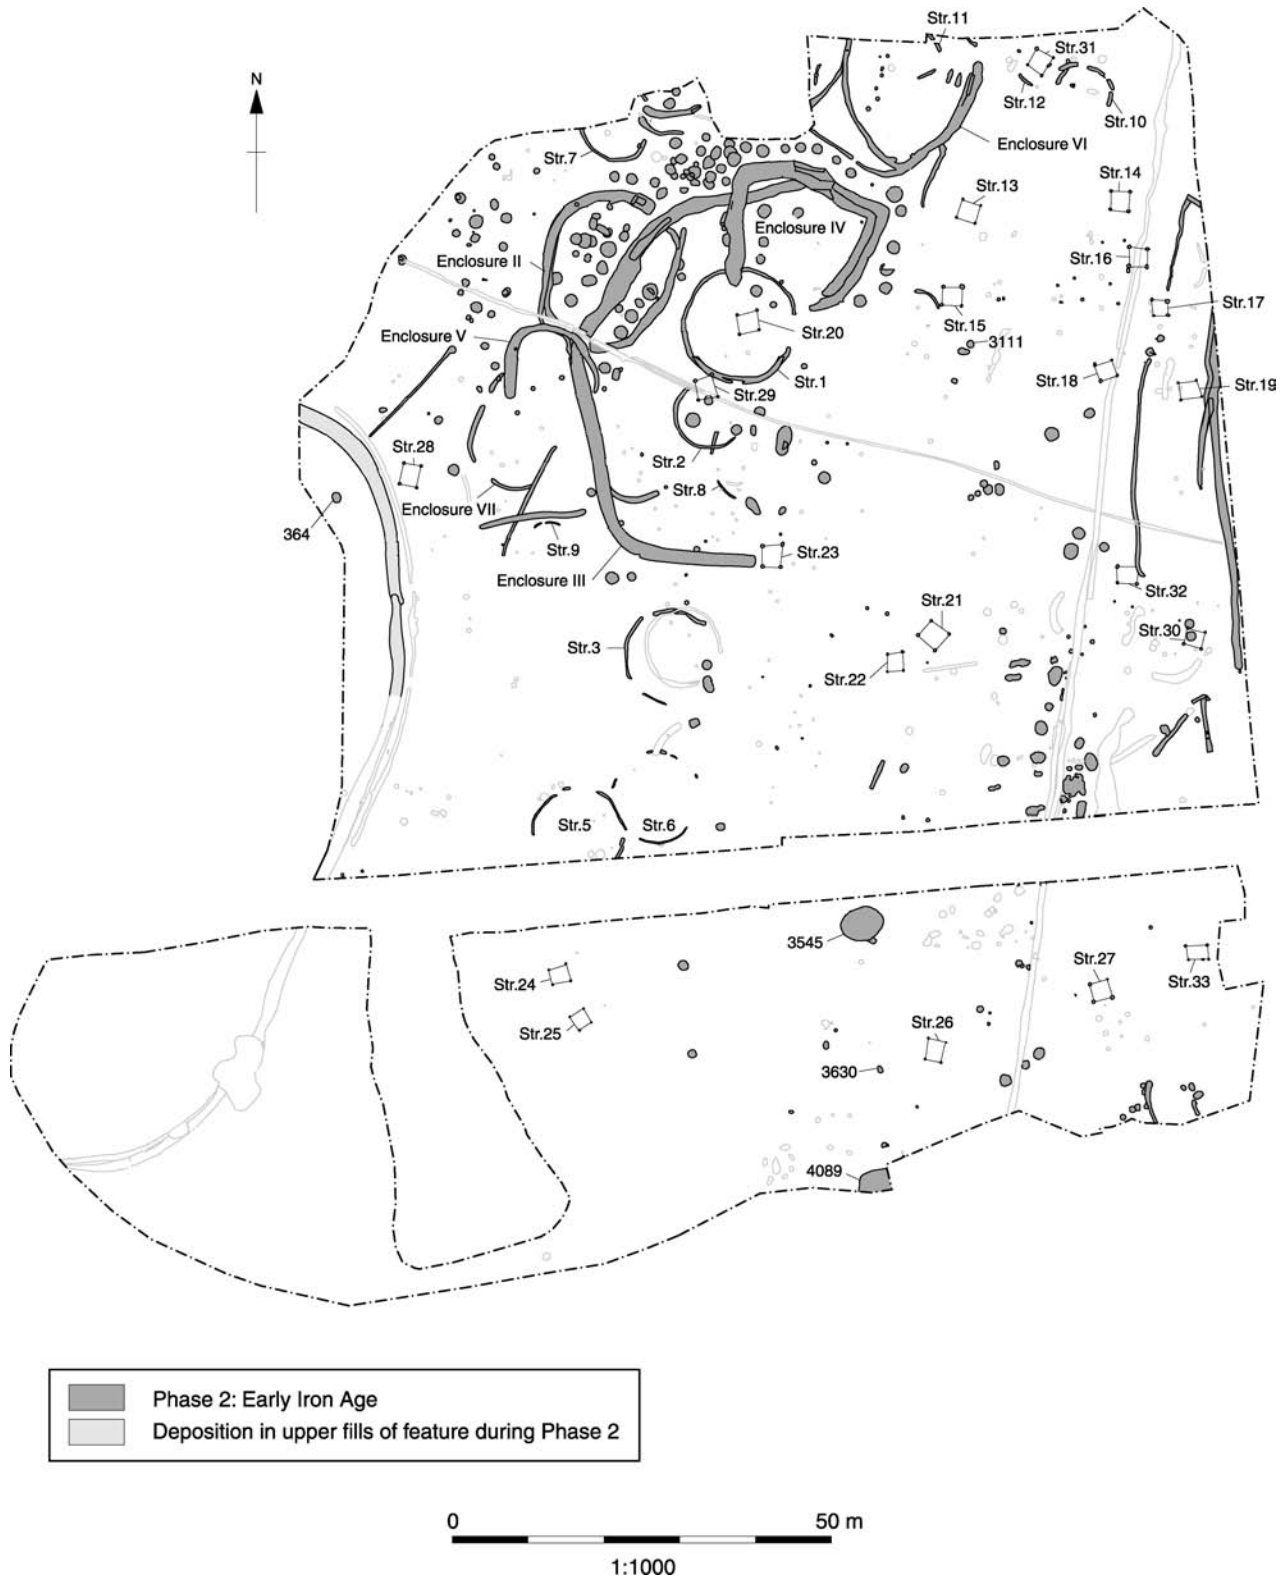 Str.11
Str.31
N
Str.12
Str.10
Enclosure VI
Str.7
Str.14
Str.13
Enclosure IV
Enclosure II
Str.16
Str.17
Str.15
Str.20
Enclosure V
3111
Str.1
Str.18
Str.19
Str.29
Str.28
Str.2
Str.8
Enclosure VII
364
Str.9
Str.23
Enclosure III
Str.32
Str.21
Str.30
Str.3
Str.22
Str.5
Str.6
3545
Str.33
Str.27
Str.24
Str.26
Str.25
3630
4089
Phase 2: Early Iron Age
Deposition in upper fills of feature during Phase 2
0 50 m
1:1000